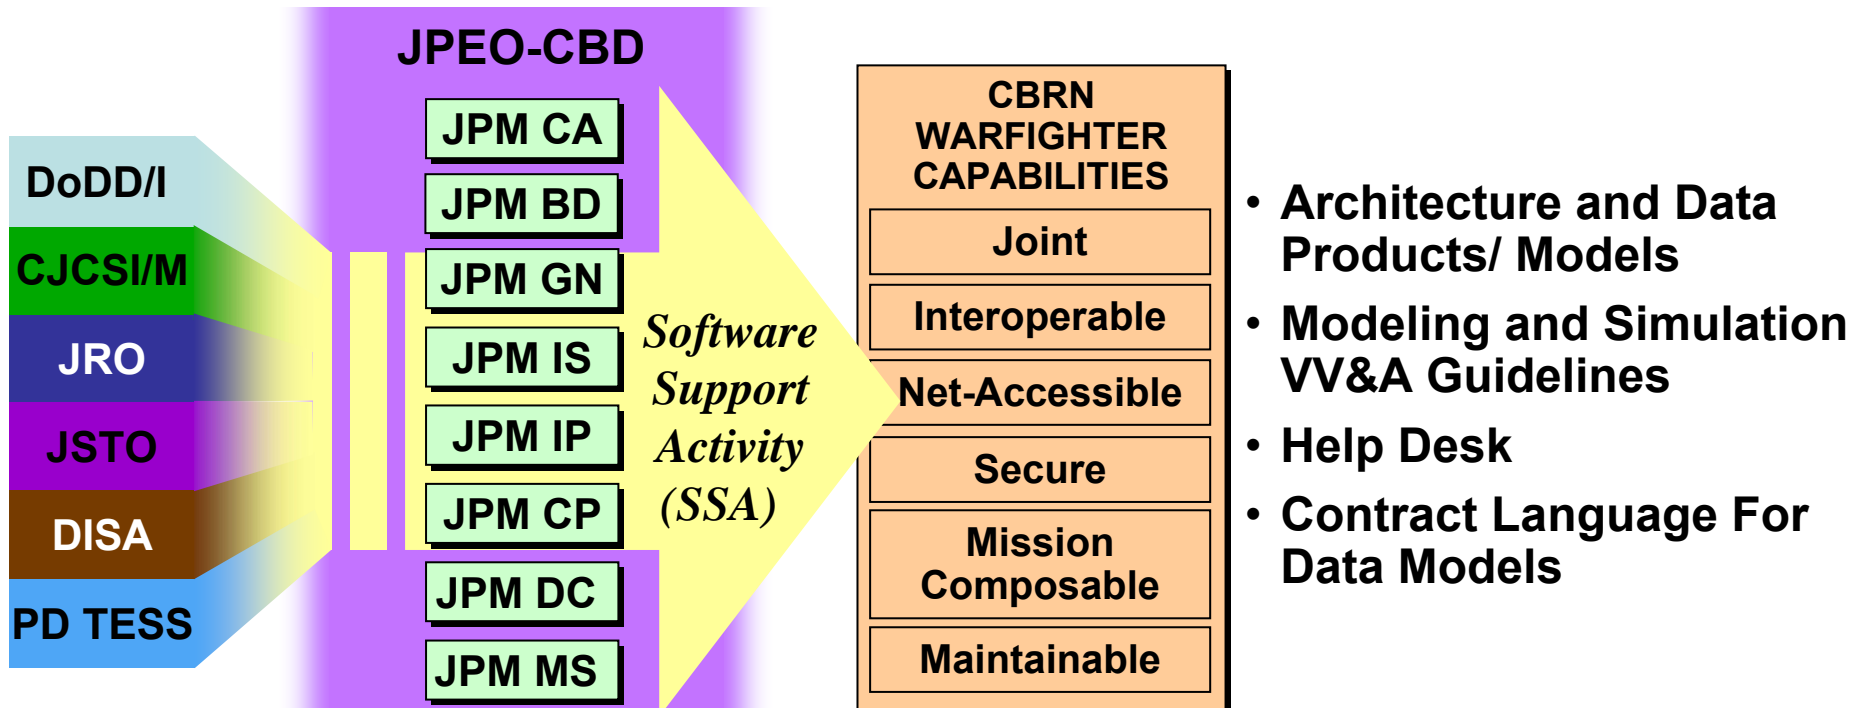 JPEO-CBD
DoDD/I
CJCSI/M
JRO
JSTO
DISA
PD TESS
JPM CA
JPM BD
JPM GN
JPM IS
JPM IP
JPM CP
JPM DC
JPM MS
Software
Support
Activity
(SSA)
CBRN
WARFIGHTER
CAPABILITIES
Joint
Interoperable
Net-Accessible
Secure
Mission
Composable
Maintainable
• Architecture and Data
Products/ Models
• Modeling and Simulation
VV&A Guidelines
• Help Desk
• Contract Language For
Data Models